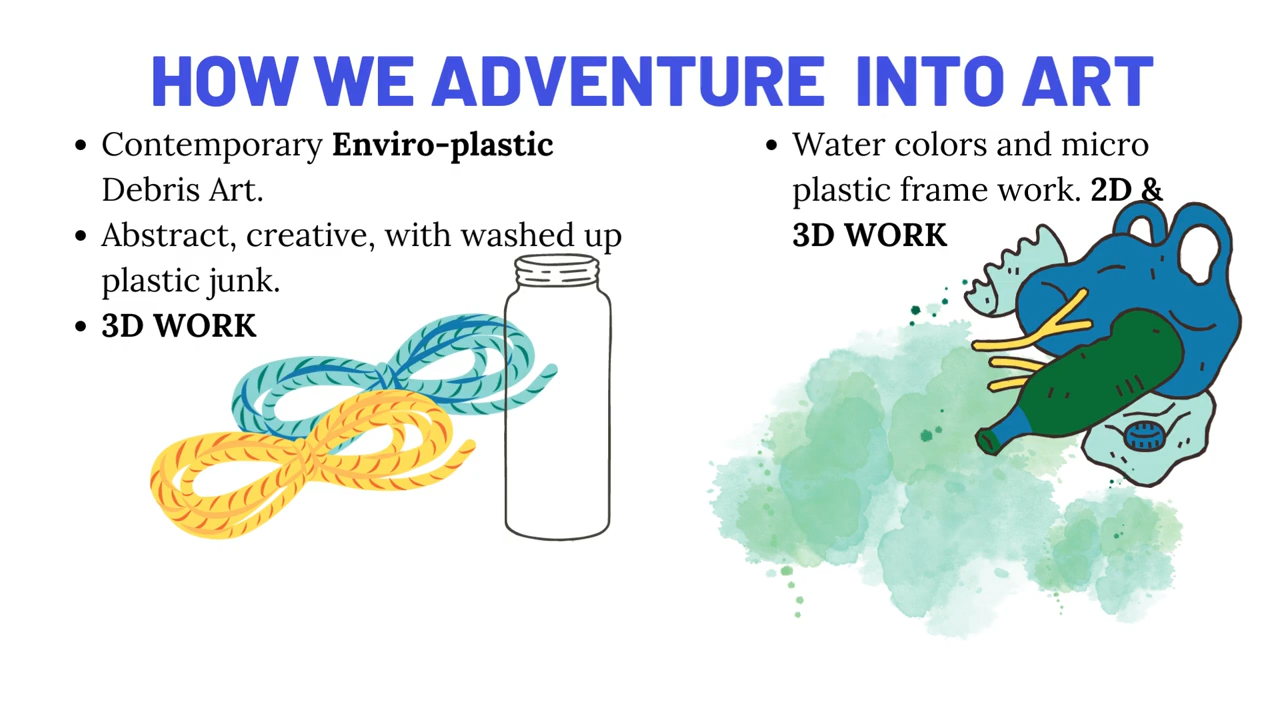 HOW WE ADVENTURE INTO ART
• Contemporary Enviro-plastic
Debris Art.
• Abstract, creative, with washed up
plastic junk.
• 3D WORK
• Water colors and micro
plastic frame work. 2D &
3D WORK